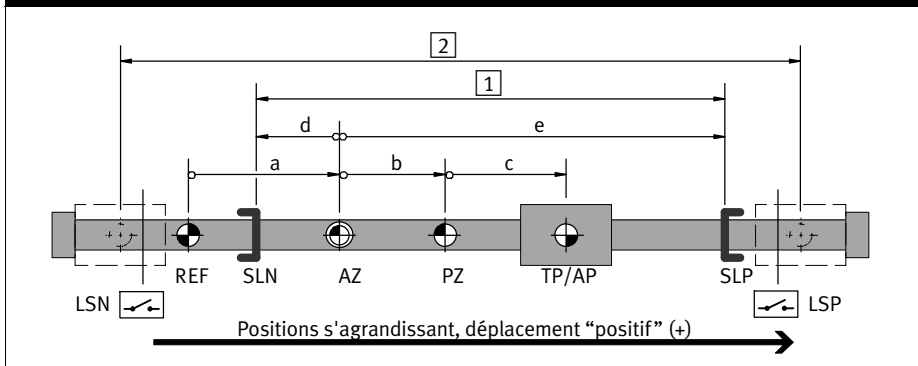 2
1
d e
a b c
REF SLN AZ PZ TP/AP SLP
LSN LSP
Positions s'agrandissant, déplacement “positif” (+)